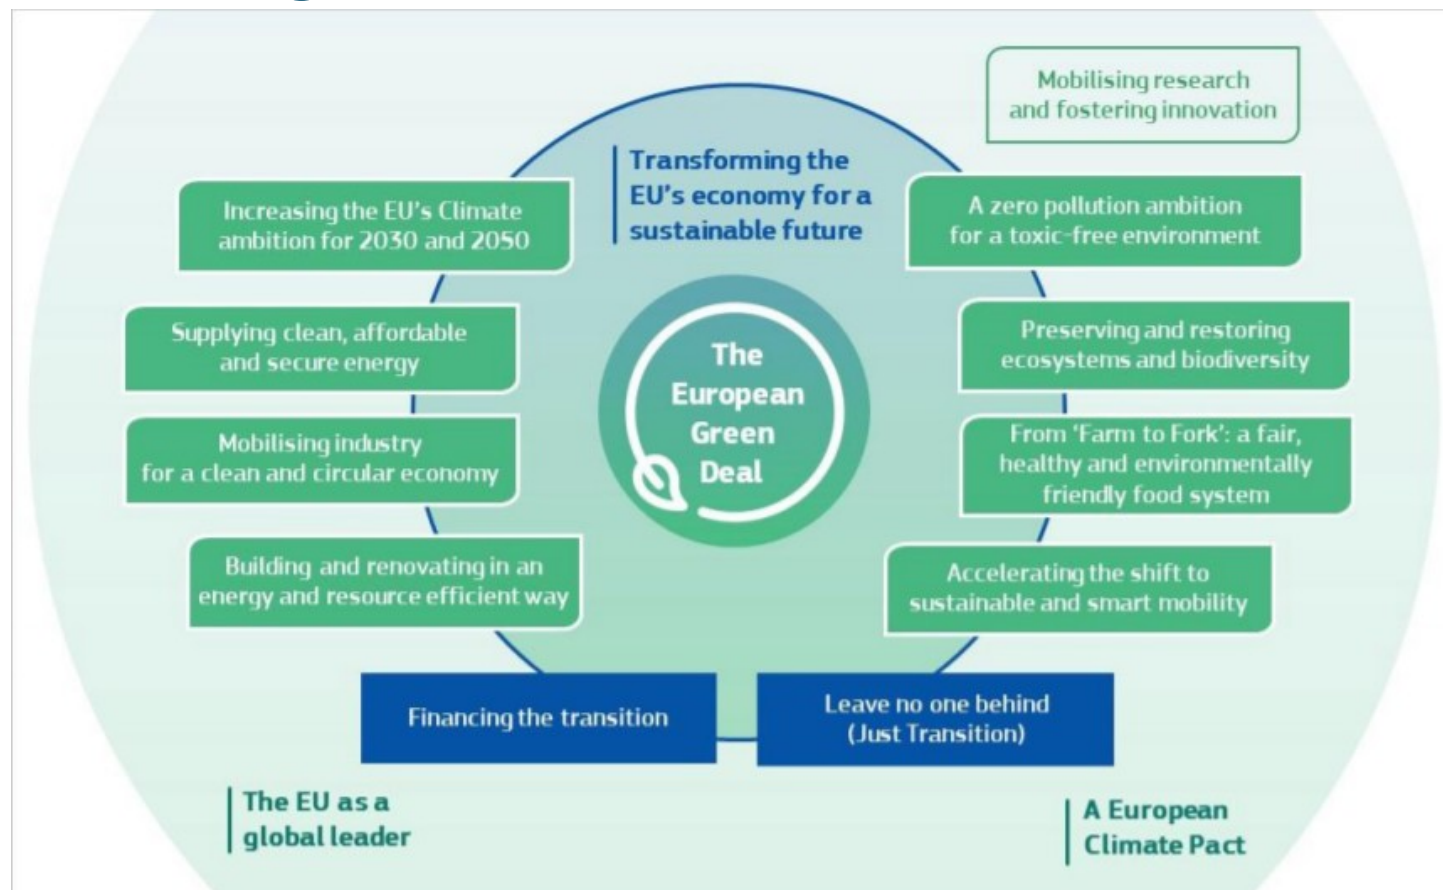 Mobilising research
and fostering innovation
Transforming the
EU's economy for a
sustainable future
Increasing the EU's Climate
ambition for 2030 and 2050
A zero pollution ambition
for a toxic-free environment
Supplying clean, affordable
and secure energy
Preserving and restoring
ecosystems and biodiversity
The
European
Green
Deal
Mobilising industry
for a clean and circular economy
From ‘Farm to Fork’: a fair,
healthy and environmentally
friendly food system
Building and renovating in an
energy and resource efficient way
Accelerating the shift to
sustainable and smart mobility
Financing the transition
Leave no one behind
(Just Transition)
The EU as a
global leader
A European
Climate Pact